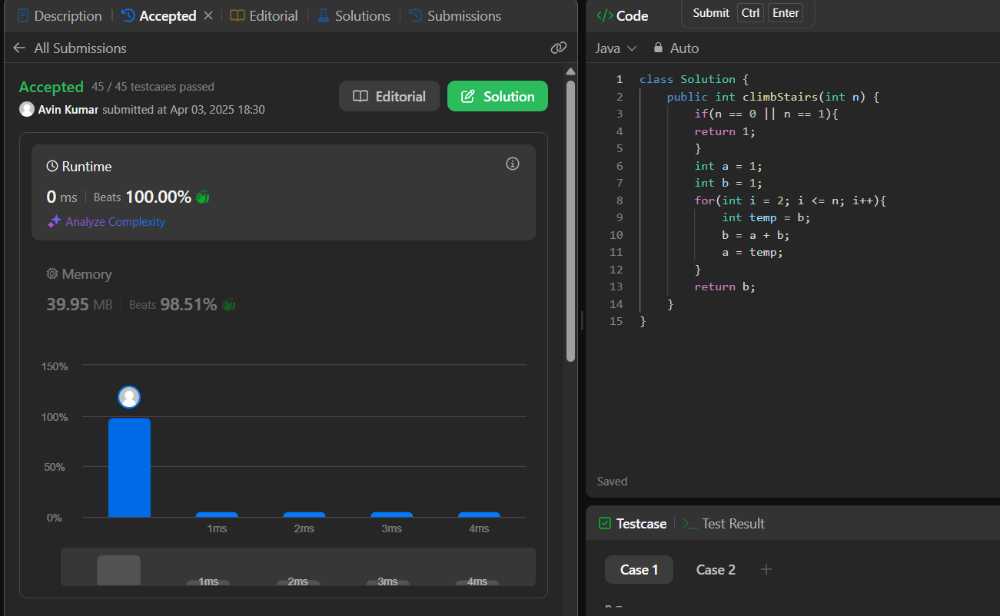 Description | Accepted × | Editorial | Solutions | Submissions
All Submissions
Accepted 45 / 45 testcases passed
Avin Kumar submitted at Apr 03, 2025 18:30
Editorial
Solution
Runtime
0 ms | Beats 100.00%
Analyze Complexity
Memory
39.95 MB | Beats 98.51%
150%
100%
50%
0%
1ms 2ms 3ms 4ms
1ms 2ms 3ms 4ms
</> Code
Submit Ctrl Enter
Java Auto
1 class Solution {
2 public int climbStairs(int n) {
3 if(n == 0 || n == 1){
4 return 1;
5 }
6 int a = 1;
7 int b = 1;
8 for(int i = 2; i <= n; i++){
9 int temp = b;
10 b = a + b;
11 a = temp;
12 }
13 return b;
14 }
15 }
Saved
Testcase | >_ Test Result
Case 1 Case 2 +